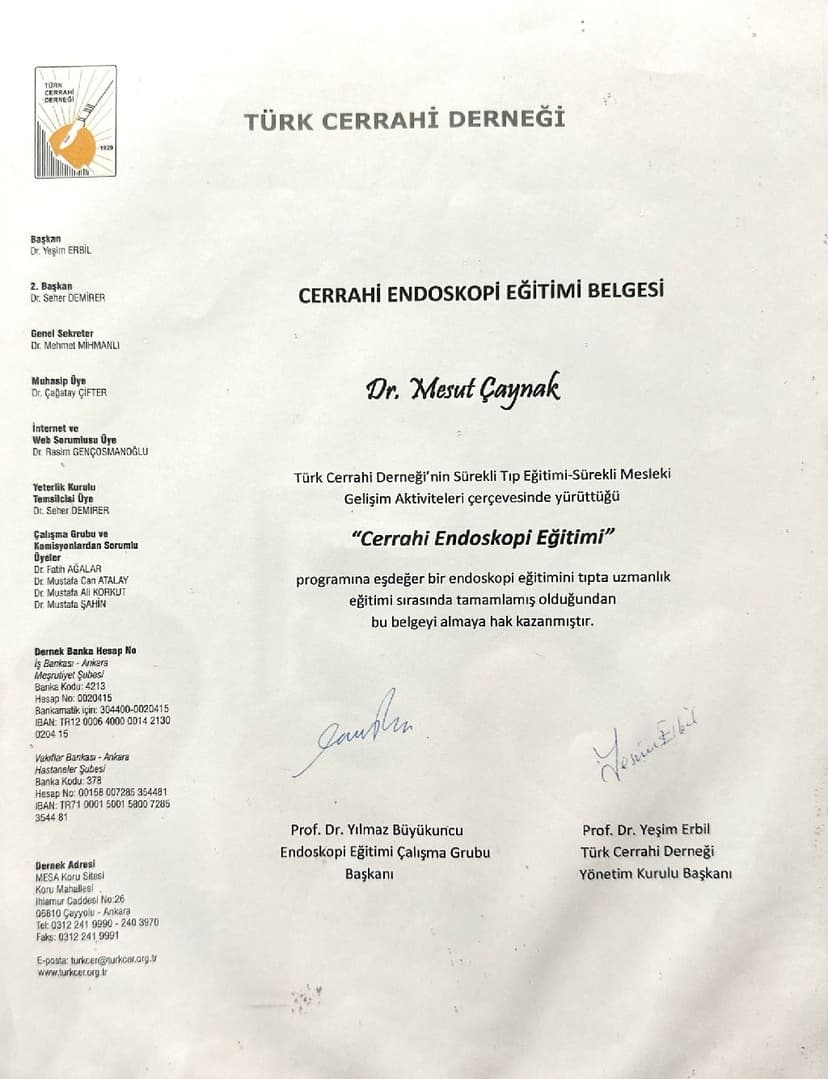 TÜRK
CERRAHİ
DERNEĞİ
1929
TÜRK CERRAHİ DERNEĞİ
Başkan
Dr. Yeşim ERBİL
2. Başkan
Dr. Seher DEMİRER
Genel Sekreter
Dr. Mehmet MİHMANLI
Muhasip Üye
Dr. Çağatay ÇİFTER
İnternet ve
Web Sorumlusu Üye
Dr. Rasim GENÇOSMANOĞLU
Yeterlik Kurulu
Temsilcisi Üye
Dr. Seher DEMİRER
Çalışma Grubu ve
Komisyonlardan Sorumlu
Üyeler
Dr. Fatih AĞALAR
Dr. Mustafa Can ATALAY
Dr. Mustafa Ali KORKUT
Dr. Mustafa ŞAHİN
Dernek Banka Hesap No
İş Bankası - Ankara
Meşrutiyet Şubesi
Banka Kodu: 4213
Hesap No: 0020415
Bankamatik için: 304400-0020415
IBAN: TR12 0006 4000 0014 2130
0204 15
Vakıflar Bankası - Ankara
Hastaneler Şubesi
Banka Kodu: 378
Hesap No: 00158 007285 354481
IBAN: TR71 0001 5001 5800 7285
3544 81
Dernek Adresi
MESA Koru Sitesi
Koru Mahallesi
Ihlamur Caddesi No:26
06810 Çayyolu - Ankara
Tel: 0312 241 9990 - 240 3970
Faks: 0312 241 9991
E-posta: turkcer@turkcer.org.tr
www.turkcer.org.tr
CERRAHİ ENDOSKOPİ EĞİTİMİ BELGESİ
Dr. Mesut Çaynak
Türk Cerrahi Derneği'nin Sürekli Tıp Eğitimi-Sürekli Mesleki
Gelişim Aktiviteleri çerçevesinde yürüttüğü
“Cerrahi Endoskopi Eğitimi”
programına eşdeğer bir endoskopi eğitimini tıpta uzmanlık
eğitimi sırasında tamamlamış olduğundan
bu belgeyi almaya hak kazanmıştır.
Yeşim Erbil
Prof. Dr. Yılmaz Büyükuncu
Endoskopi Eğitimi Çalışma Grubu
Başkanı
Prof. Dr. Yeşim Erbil
Türk Cerrahi Derneği
Yönetim Kurulu Başkanı